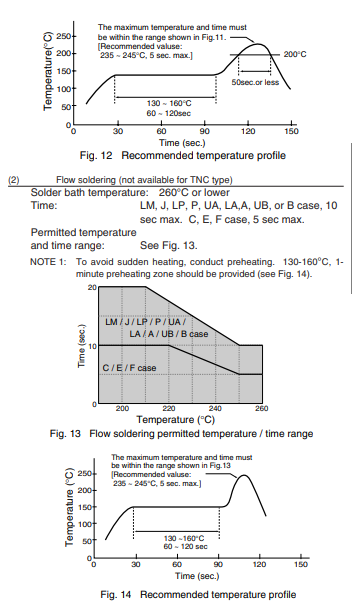 The maximum temperature and time must
be within the range shown in Fig.11.
[Recommended valuse:
235 ~ 245°C, 5 sec. max.]
Temperature(°C)
250
200
150
100
50
0
200°C
50sec.or less
130 ~ 160°C
60 ~ 120sec
0 30 60 90 120 150
Time (sec.)
Fig. 12 Recommended temperature profile
(2) Flow soldering (not available for TNC type)
Solder bath temperature: 260°C or lower
Time: LM, J, LP, P, UA, LA,A, UB, or B case, 10
sec max. C, E, F case, 5 sec max.
Permitted temperature
and time range: See Fig. 13.
NOTE 1: To avoid sudden heating, conduct preheating. 130-160°C, 1-
minute preheating zone should be provided (see Fig. 14).
Time (sec.)
20
10
0
LM / J / LP / P / UA /
LA / A / UB / B case
C / E / F case
200 220 240 260
Temperature (°C)
Fig. 13 Flow soldering permitted temperature / time range
The maximum temperature and time must
be within the range shown in Fig.13
[Recommended valuse:
235 ~ 245°C, 5 sec. max.]
Temperature (°C)
250
200
150
100
50
0
130 ~160°C
60 ~ 120 sec
0 30 60 90 120 150
Time (sec.)
Fig. 14 Recommended temperature profile